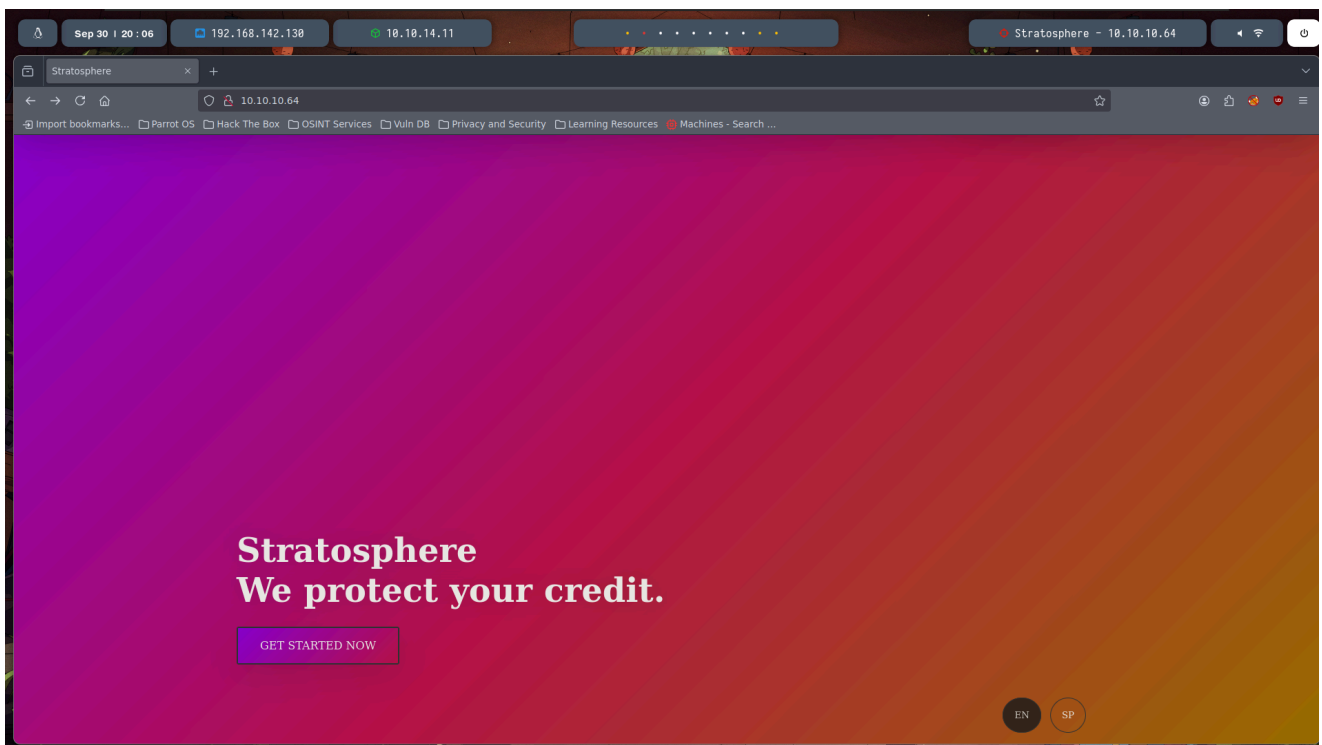 Sep 30 | 20 : 06
192.168.142.130
10.10.14.11
Stratosphere - 10.10.10.64
Stratosphere
10.10.10.64
Import bookmarks...
Parrot OS
Hack The Box
OSINT Services
Vuln DB
Privacy and Security
Learning Resources
Machines - Search ...
Stratosphere
We protect your credit.
GET STARTED NOW
EN
SP